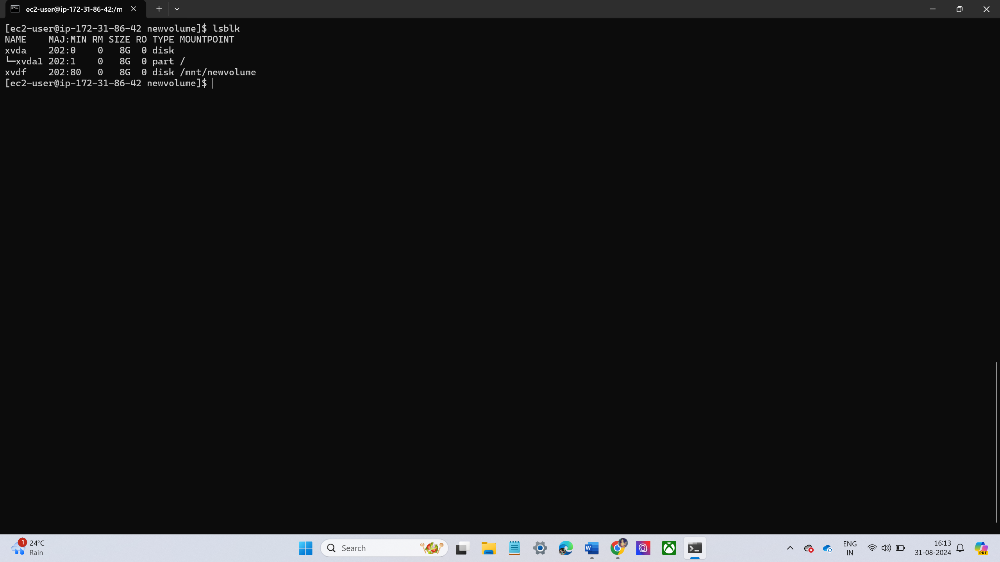 ec2-user@ip-172-31-86-42:/m
[ec2-user@ip-172-31-86-42 newvolume]$ lsblk
NAME    MAJ:MIN RM SIZE RO TYPE MOUNTPOINT
xvda    202:0    0   8G  0 disk
└─xvda1 202:1    0   8G  0 part /
xvdf    202:80   0   8G  0 disk /mnt/newvolume
[ec2-user@ip-172-31-86-42 newvolume]$
1
24°C
Rain
Search
W
ENG
IN
16:13
31-08-2024
PRE